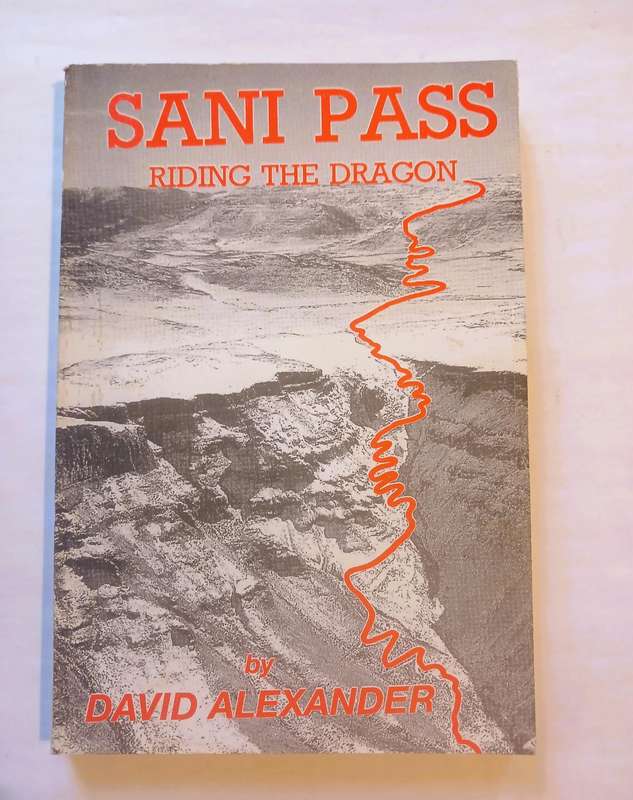 SANI PASS
RIDING THE DRAGON
by
DAVID ALEXANDER